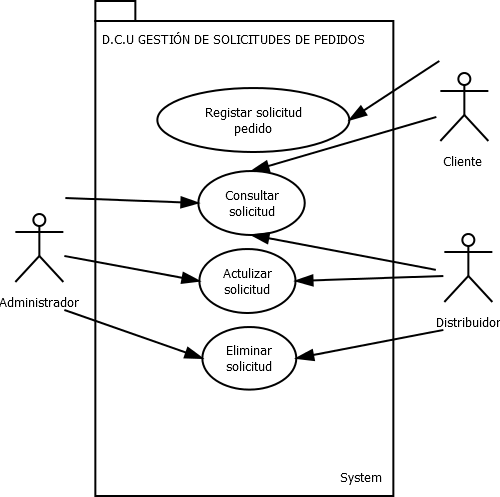 D.C.U GESTIÓN DE SOLICITUDES DE PEDIDOS
Registar solicitud
pedido
Cliente
Consultar
solicitud
Actulizar
solicitud
Administrador
Distribuidor
Eliminar
solicitud
System